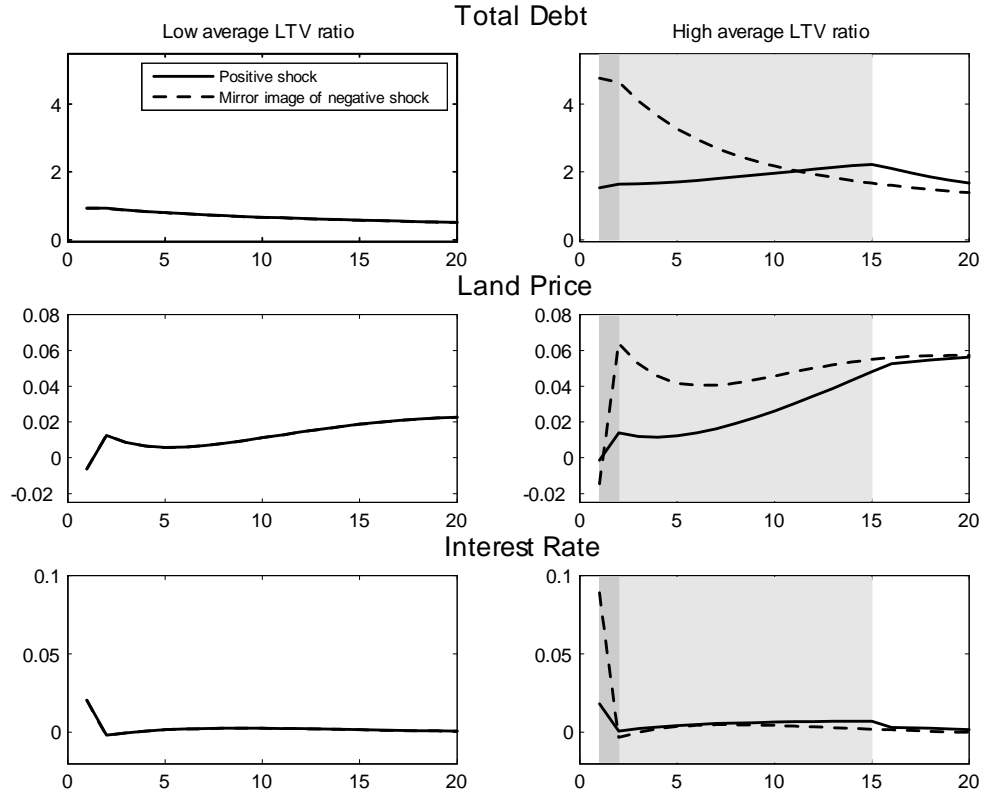 Total Debt
Low average LTV ratio
High average LTV ratio
Positive shock
Mirror image of negative shock
4
2
0
0 5 10 15 20
4
2
0
0 5 10 15 20
Land Price
0.08
0.06
0.04
0.02
0
-0.02
0 5 10 15 20
0.08
0.06
0.04
0.02
0
-0.02
0 5 10 15 20
Interest Rate
0.1
0.05
0
0 5 10 15 20
0.1
0.05
0
0 5 10 15 20